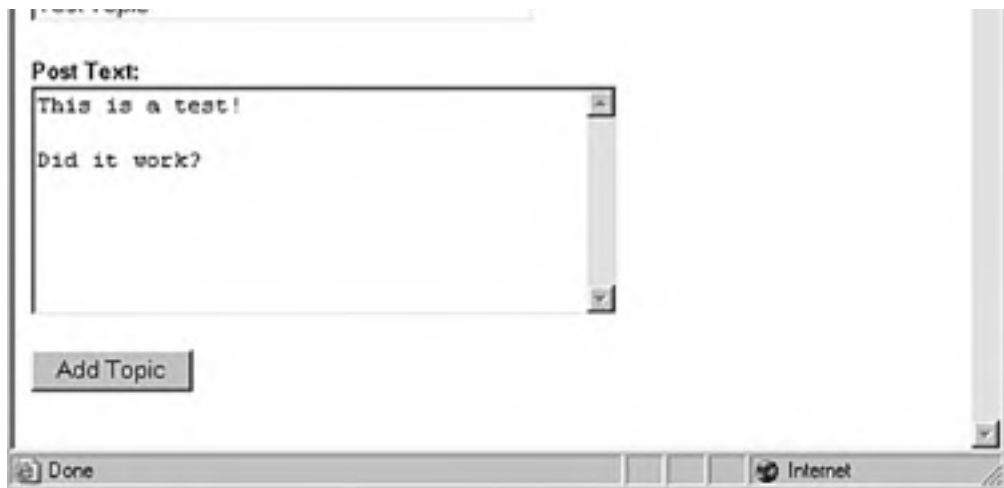 Post Text:
This is a test!
Did it work?
Add Topic
Done
Internet